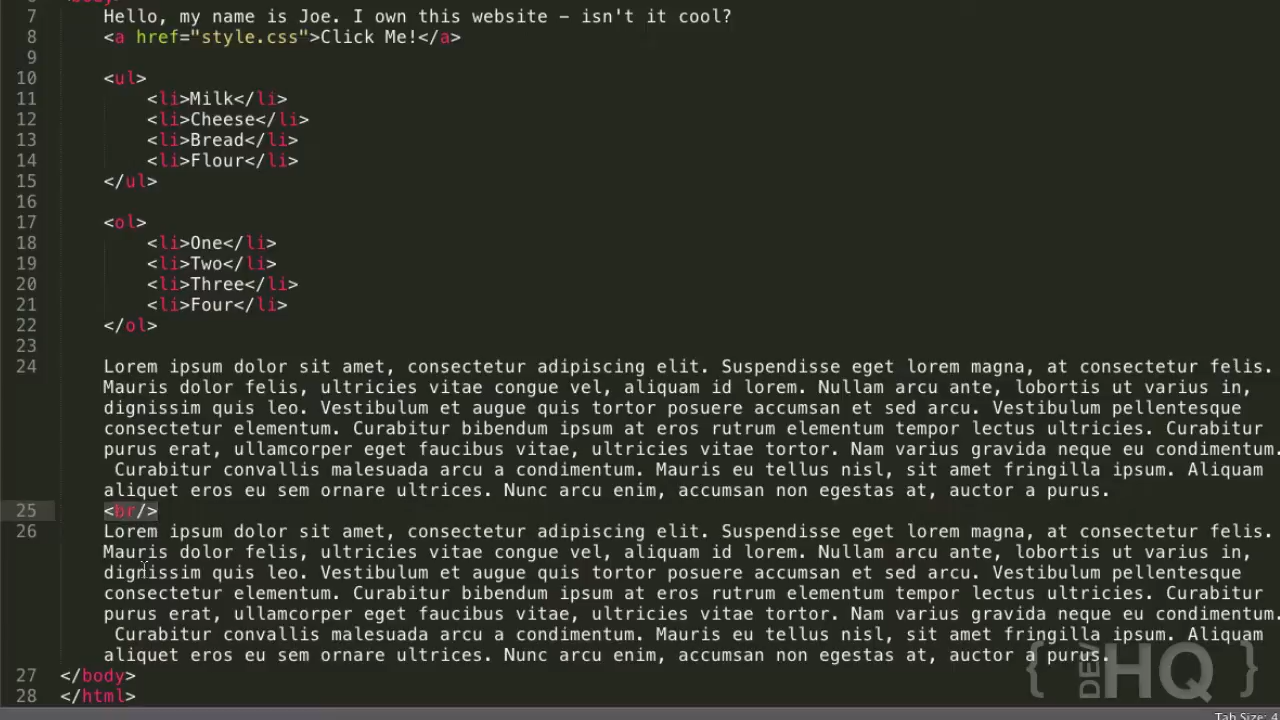 <body>
7 Hello, my name is Joe. I own this website - isn't it cool?
8 <a href="style.css">Click Me!</a>
9
10 <ul>
11 <li>Milk</li>
12 <li>Cheese</li>
13 <li>Bread</li>
14 <li>Flour</li>
15 </ul>
16
17 <ol>
18 <li>One</li>
19 <li>Two</li>
20 <li>Three</li>
21 <li>Four</li>
22 </ol>
23
24 Lorem ipsum dolor sit amet, consectetur adipiscing elit. Suspendisse eget lorem magna, at consectetur felis.
Mauris dolor felis, ultricies vitae congue vel, aliquam id lorem. Nullam arcu ante, lobortis ut varius in,
dignissim quis leo. Vestibulum et augue quis tortor posuere accumsan et sed arcu. Vestibulum pellentesque
consectetur elementum. Curabitur bibendum ipsum at eros rutrum elementum tempor lectus ultricies. Curabitur
purus erat, ullamcorper eget faucibus vitae, ultricies vitae tortor. Nam varius gravida neque eu condimentum.
Curabitur convallis malesuada arcu a condimentum. Mauris eu tellus nisl, sit amet fringilla ipsum. Aliquam
aliquet eros eu sem ornare ultrices. Nunc arcu enim, accumsan non egestas at, auctor a purus.
25 <br/>
26 Lorem ipsum dolor sit amet, consectetur adipiscing elit. Suspendisse eget lorem magna, at consectetur felis.
Mauris dolor felis, ultricies vitae congue vel, aliquam id lorem. Nullam arcu ante, lobortis ut varius in,
dignissim quis leo. Vestibulum et augue quis tortor posuere accumsan et sed arcu. Vestibulum pellentesque
consectetur elementum. Curabitur bibendum ipsum at eros rutrum elementum tempor lectus ultricies. Curabitur
purus erat, ullamcorper eget faucibus vitae, ultricies vitae tortor. Nam varius gravida neque eu condimentum.
Curabitur convallis malesuada arcu a condimentum. Mauris eu tellus nisl, sit amet fringilla ipsum. Aliquam
aliquet eros eu sem ornare ultrices. Nunc arcu enim, accumsan non egestas at, auctor a purus.
27 </body>
28 </html>
{ DEV HQ }
Tab Size: 4